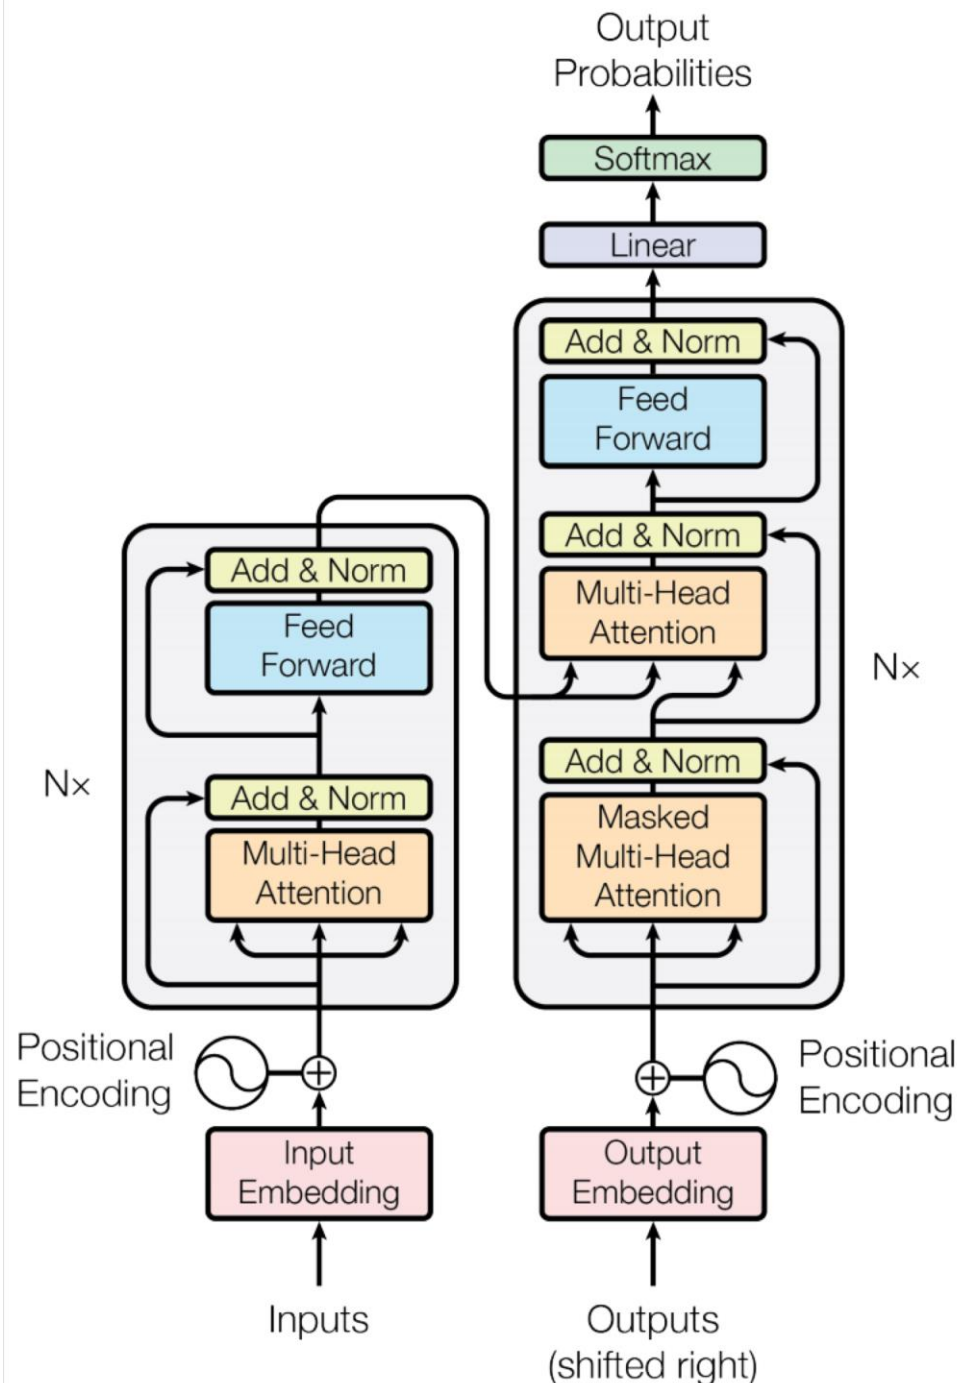 Output
Probabilities
Softmax
Linear
Add & Norm
Feed
Forward
Add & Norm
Multi-Head
Attention
Nx
Add & Norm
Masked
Multi-Head
Attention
Positional
Encoding
Output
Embedding
Outputs
(shifted right)
Add & Norm
Feed
Forward
Nx
Add & Norm
Multi-Head
Attention
Positional
Encoding
Input
Embedding
Inputs